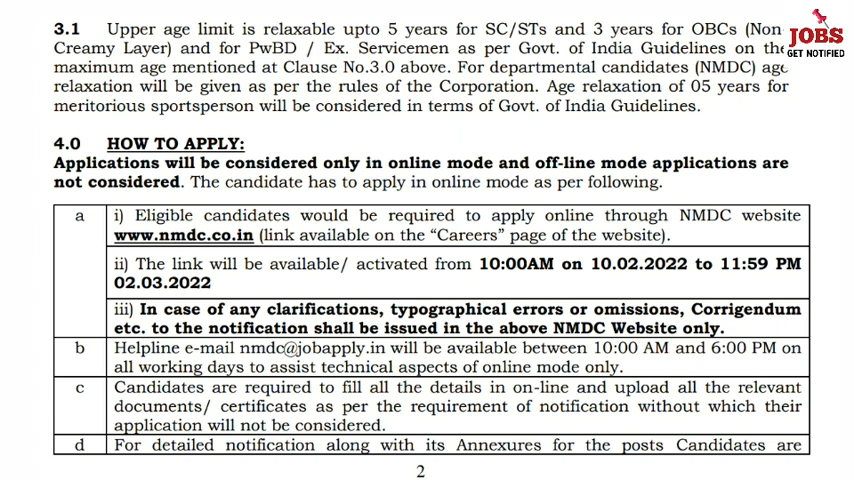 3.1 Upper age limit is relaxable upto 5 years for SC/STs and 3 years for OBCs (Non-
Creamy Layer) and for PwBD / Ex. Servicemen as per Govt. of India Guidelines on the
maximum age mentioned at Clause No.3.0 above. For departmental candidates (NMDC) age
relaxation will be given as per the rules of the Corporation. Age relaxation of 05 years for
meritorious sportsperson will be considered in terms of Govt. of India Guidelines.
JOBS
GET NOTIFIED
4.0 HOW TO APPLY:
Applications will be considered only in online mode and off-line mode applications are
not considered. The candidate has to apply in online mode as per following.
a i) Eligible candidates would be required to apply online through NMDC website
www.nmdc.co.in (link available on the “Careers” page of the website).
ii) The link will be available/ activated from 10:00AM on 10.02.2022 to 11:59 PM
02.03.2022
iii) In case of any clarifications, typographical errors or omissions, Corrigendum
etc. to the notification shall be issued in the above NMDC Website only.
b Helpline e-mail nmdc@jobapply.in will be available between 10:00 AM and 6:00 PM on
all working days to assist technical aspects of online mode only.
c Candidates are required to fill all the details in on-line and upload all the relevant
documents/ certificates as per the requirement of notification without which their
application will not be considered.
d For detailed notification along with its Annexures for the posts Candidates are
2